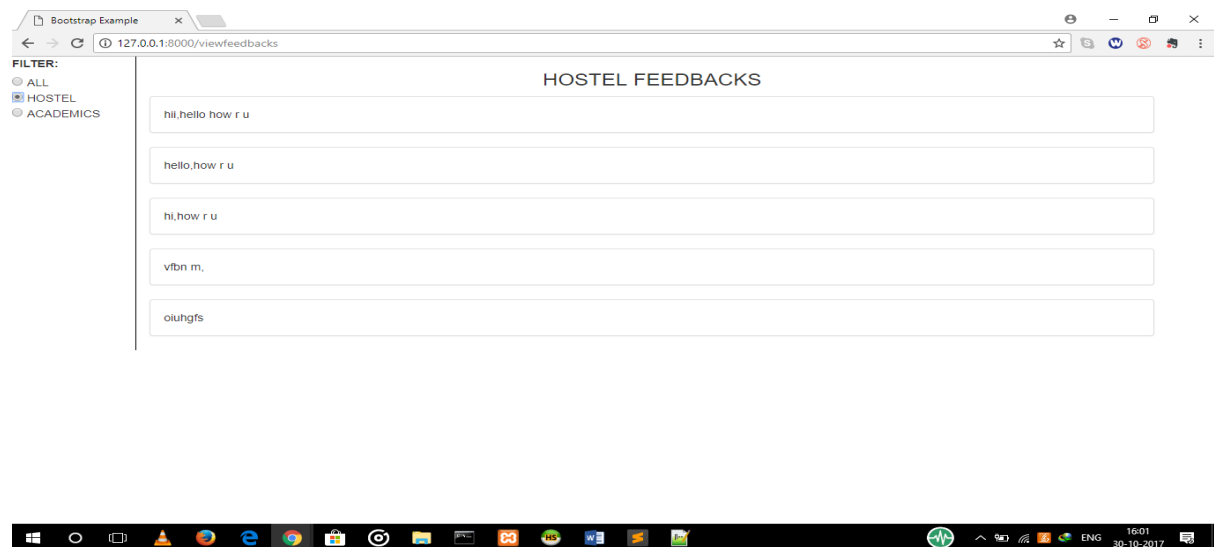 Bootstrap Example
127.0.0.1:8000/viewfeedbacks
FILTER:
ALL
HOSTEL
ACADEMICS
HOSTEL FEEDBACKS
hii,hello how r u
hello,how r u
hi,how r u
vfbn m,
oiuhgfs
HS
ENG
16:01
30-10-2017